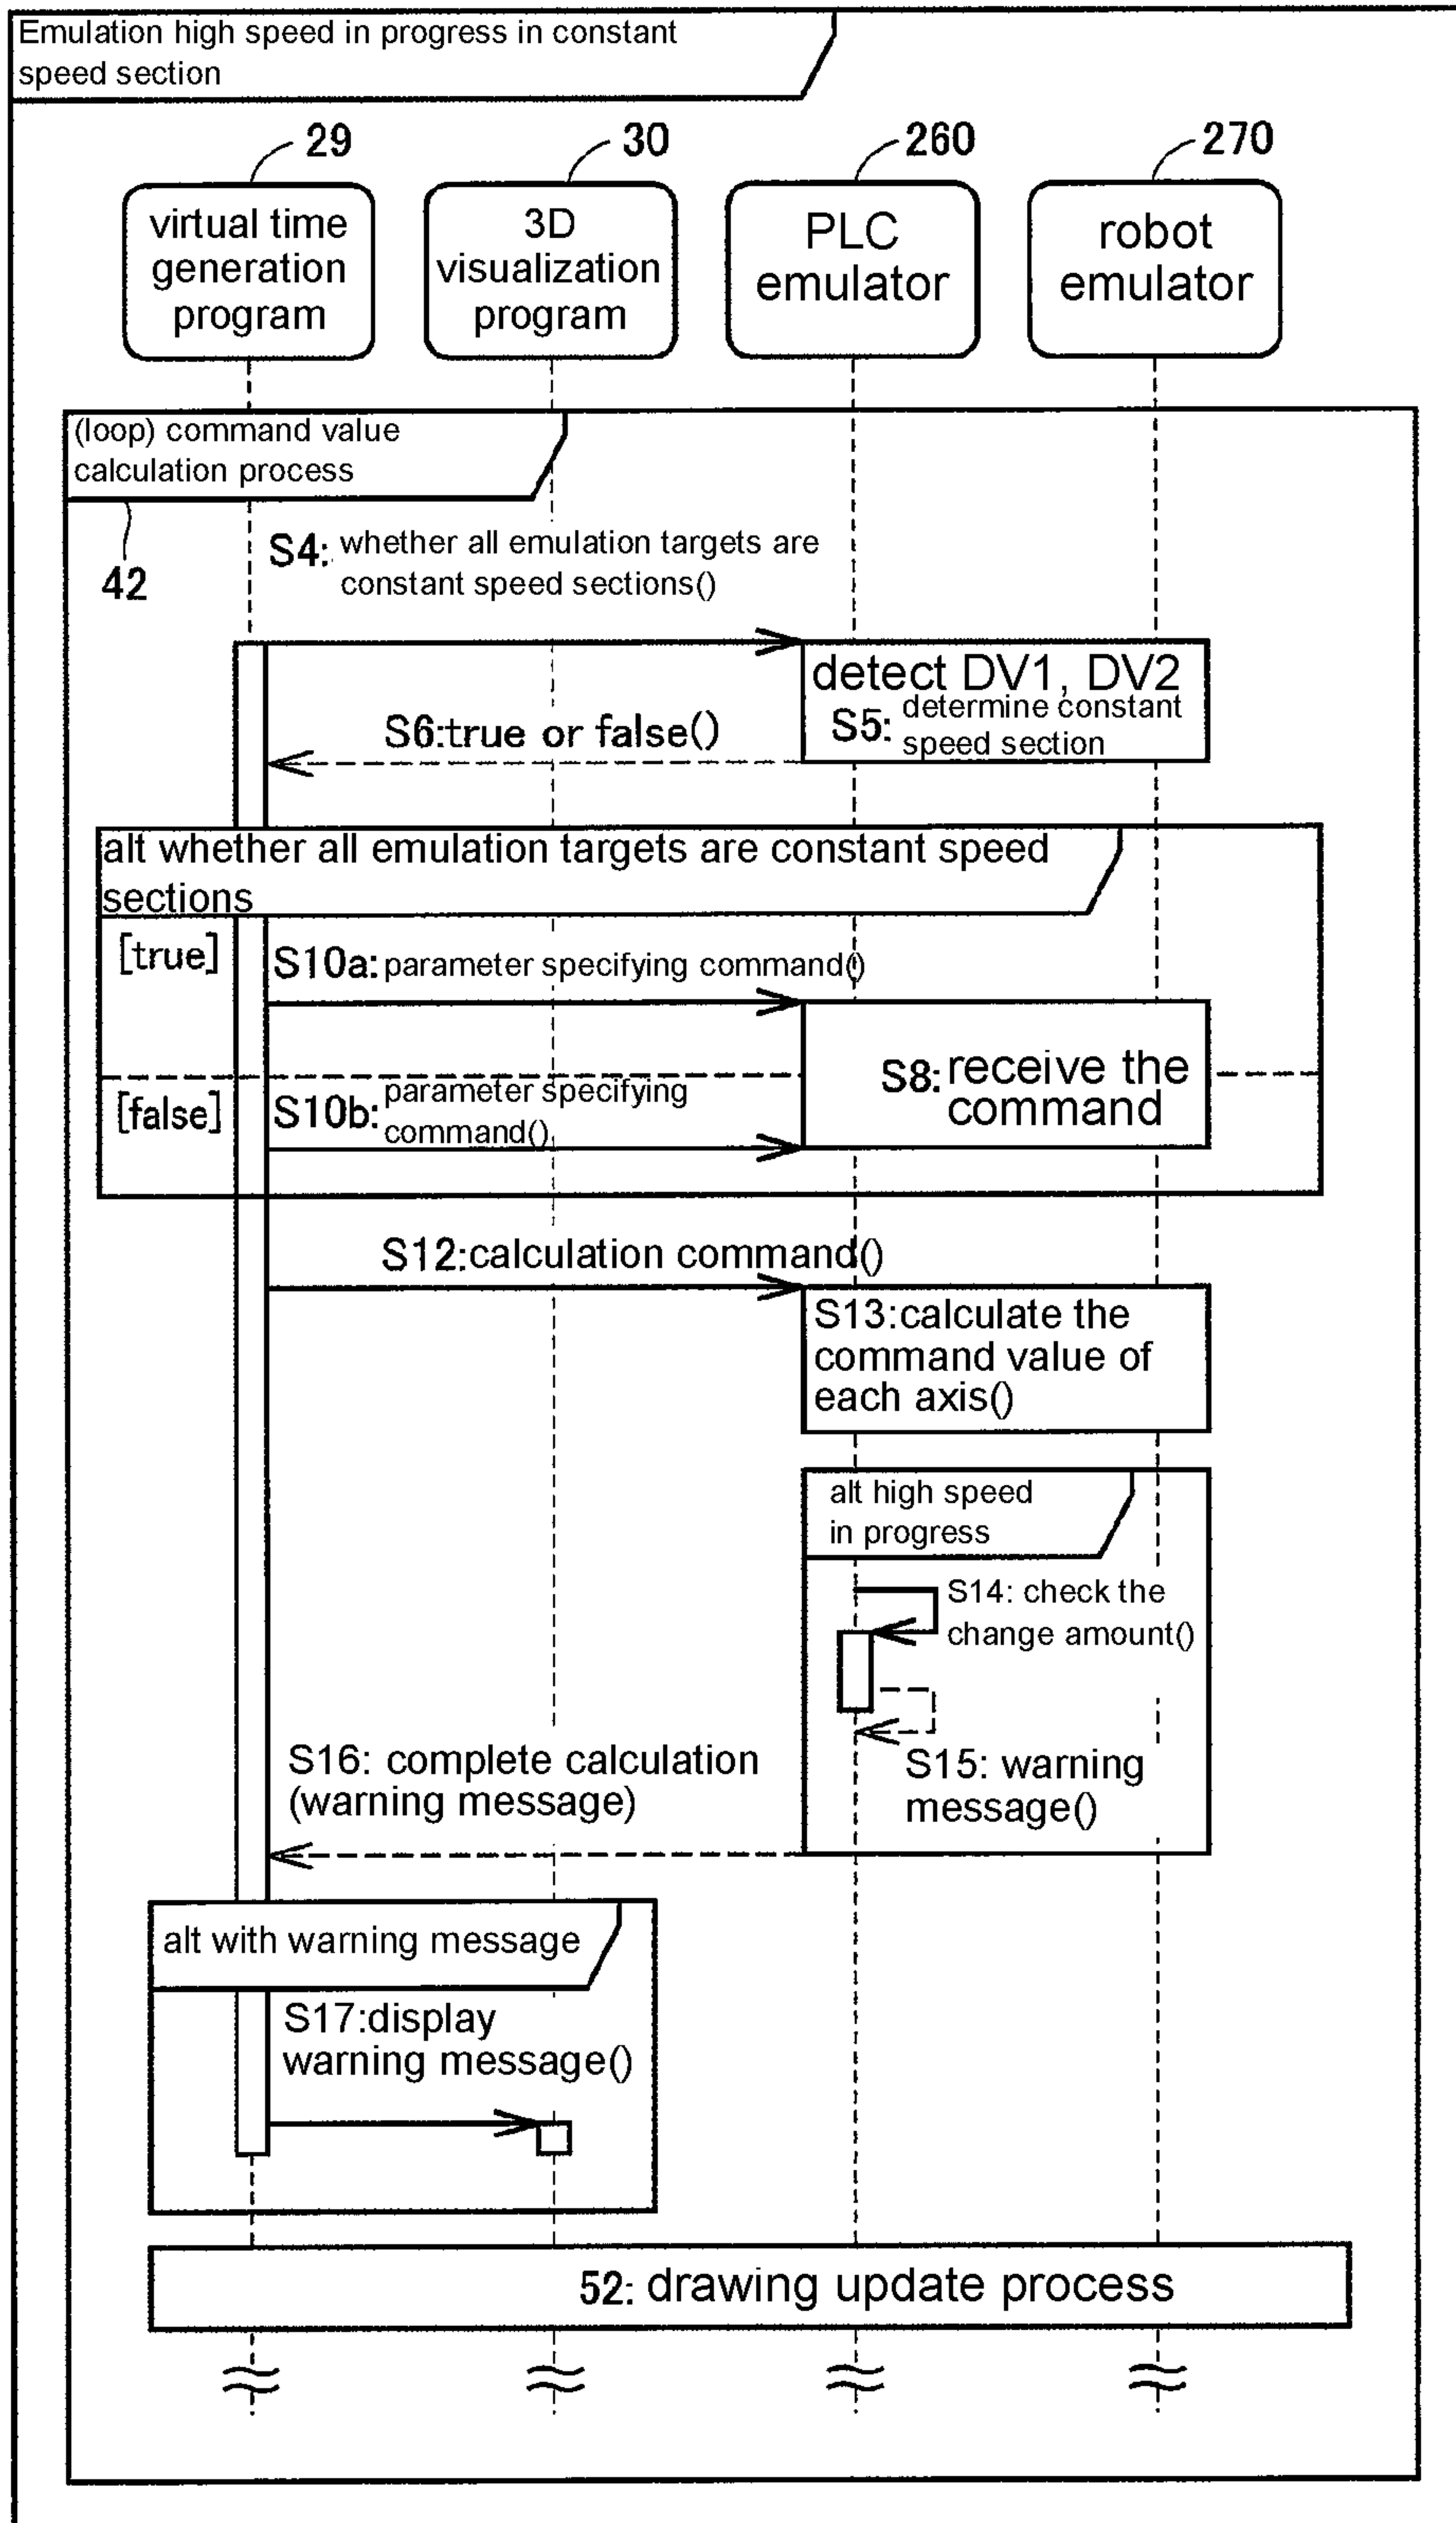 Emulation high speed in progress in constant
speed section
29
30
260
270
virtual time
generation
program
3D
visualization
program
PLC
emulator
robot
emulator
(loop) command value
calculation process
42
S4: whether all emulation targets are
constant speed sections()
detect DV1, DV2
S5: determine constant
speed section
S6:true or false()
alt whether all emulation targets are constant speed
sections
[true]
S10a: parameter specifying command()
S8: receive the
command
[false]
S10b: parameter specifying
command()
S12:calculation command()
S13:calculate the
command value of
each axis()
alt high speed
in progress
S14: check the
change amount()
S15: warning
message()
S16: complete calculation
(warning message)
alt with warning message
S17:display
warning message()
52: drawing update process